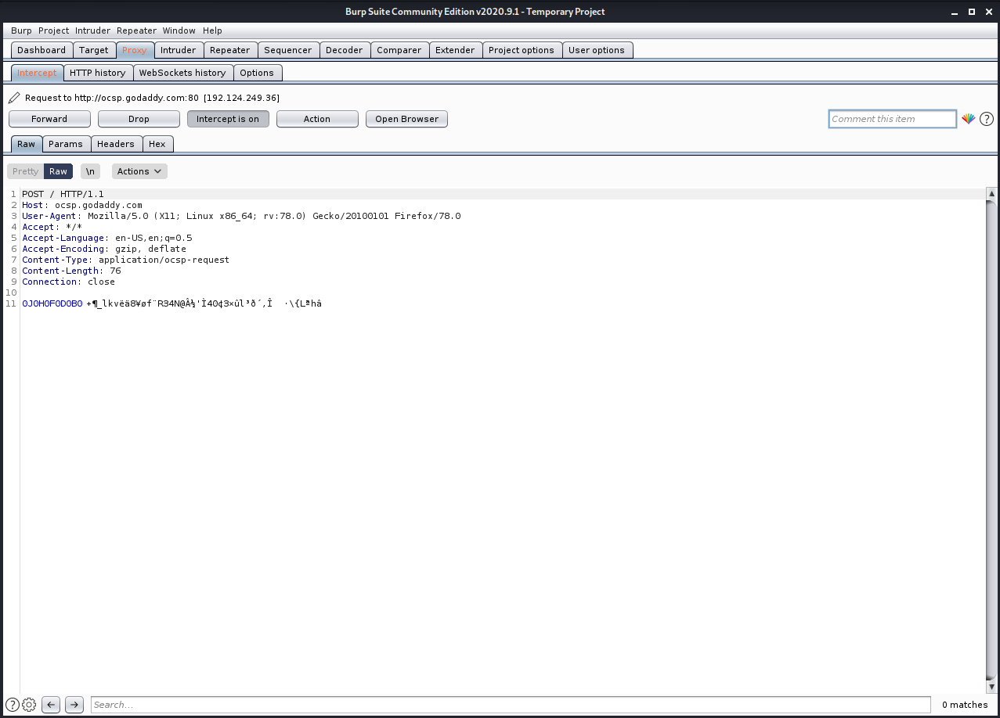 Burp Suite Community Edition v2020.9.1 - Temporary Project
Burp Project Intruder Repeater Window Help
Dashboard Target Proxy Intruder Repeater Sequencer Decoder Comparer Extender Project options User options
Intercept HTTP history WebSockets history Options
Request to http://ocsp.godaddy.com:80 [192.124.249.36]
Forward Drop Intercept is on Action Open Browser Comment this item ?
Raw Params Headers Hex
Pretty Raw \n Actions
1 POST / HTTP/1.1
2 Host: ocsp.godaddy.com
3 User-Agent: Mozilla/5.0 (X11; Linux x86_64; rv:78.0) Gecko/20100101 Firefox/78.0
4 Accept: */*
5 Accept-Language: en-US,en;q=0.5
6 Accept-Encoding: gzip, deflate
7 Content-Type: application/ocsp-request
8 Content-Length: 76
9 Connection: close
10
11 0J0H0F0D0B0 +¶_lkvëä8¥øf¨R34N@Â½'Ì4O¢3×ûl³ð´,Î ·\{Lªhâ
? Search... 0 matches